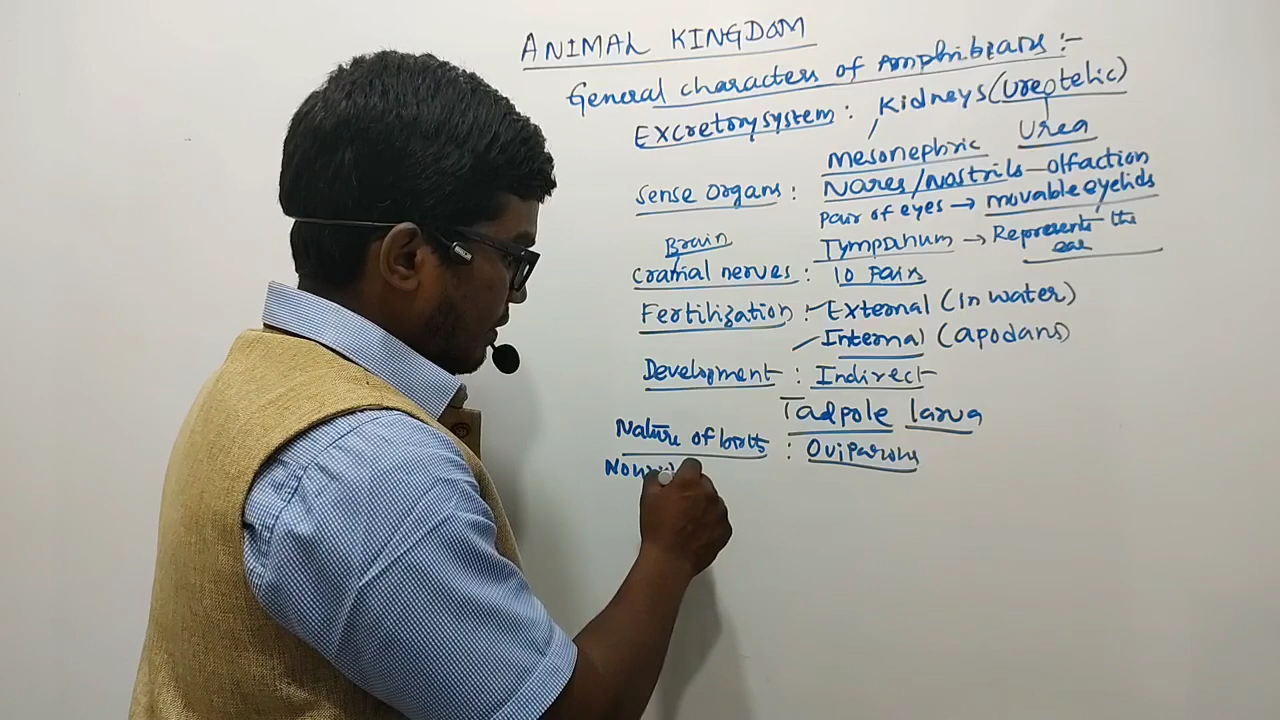 ANIMAL KINGDOM
General characters of Amphibians :-
Excretory system : Kidneys (ureotelic)
Mesonephric Urea
Sense organs : Nares/Nostrils - olfaction
Pair of eyes → movable eyelids
Tympanum → Represents the ear
Brain
Cranial nerves : 10 pairs
Fertilization : External (in water)
Internal (apodans)
Development : Indirect
Tadpole larva
Nature of birth : Oviparous